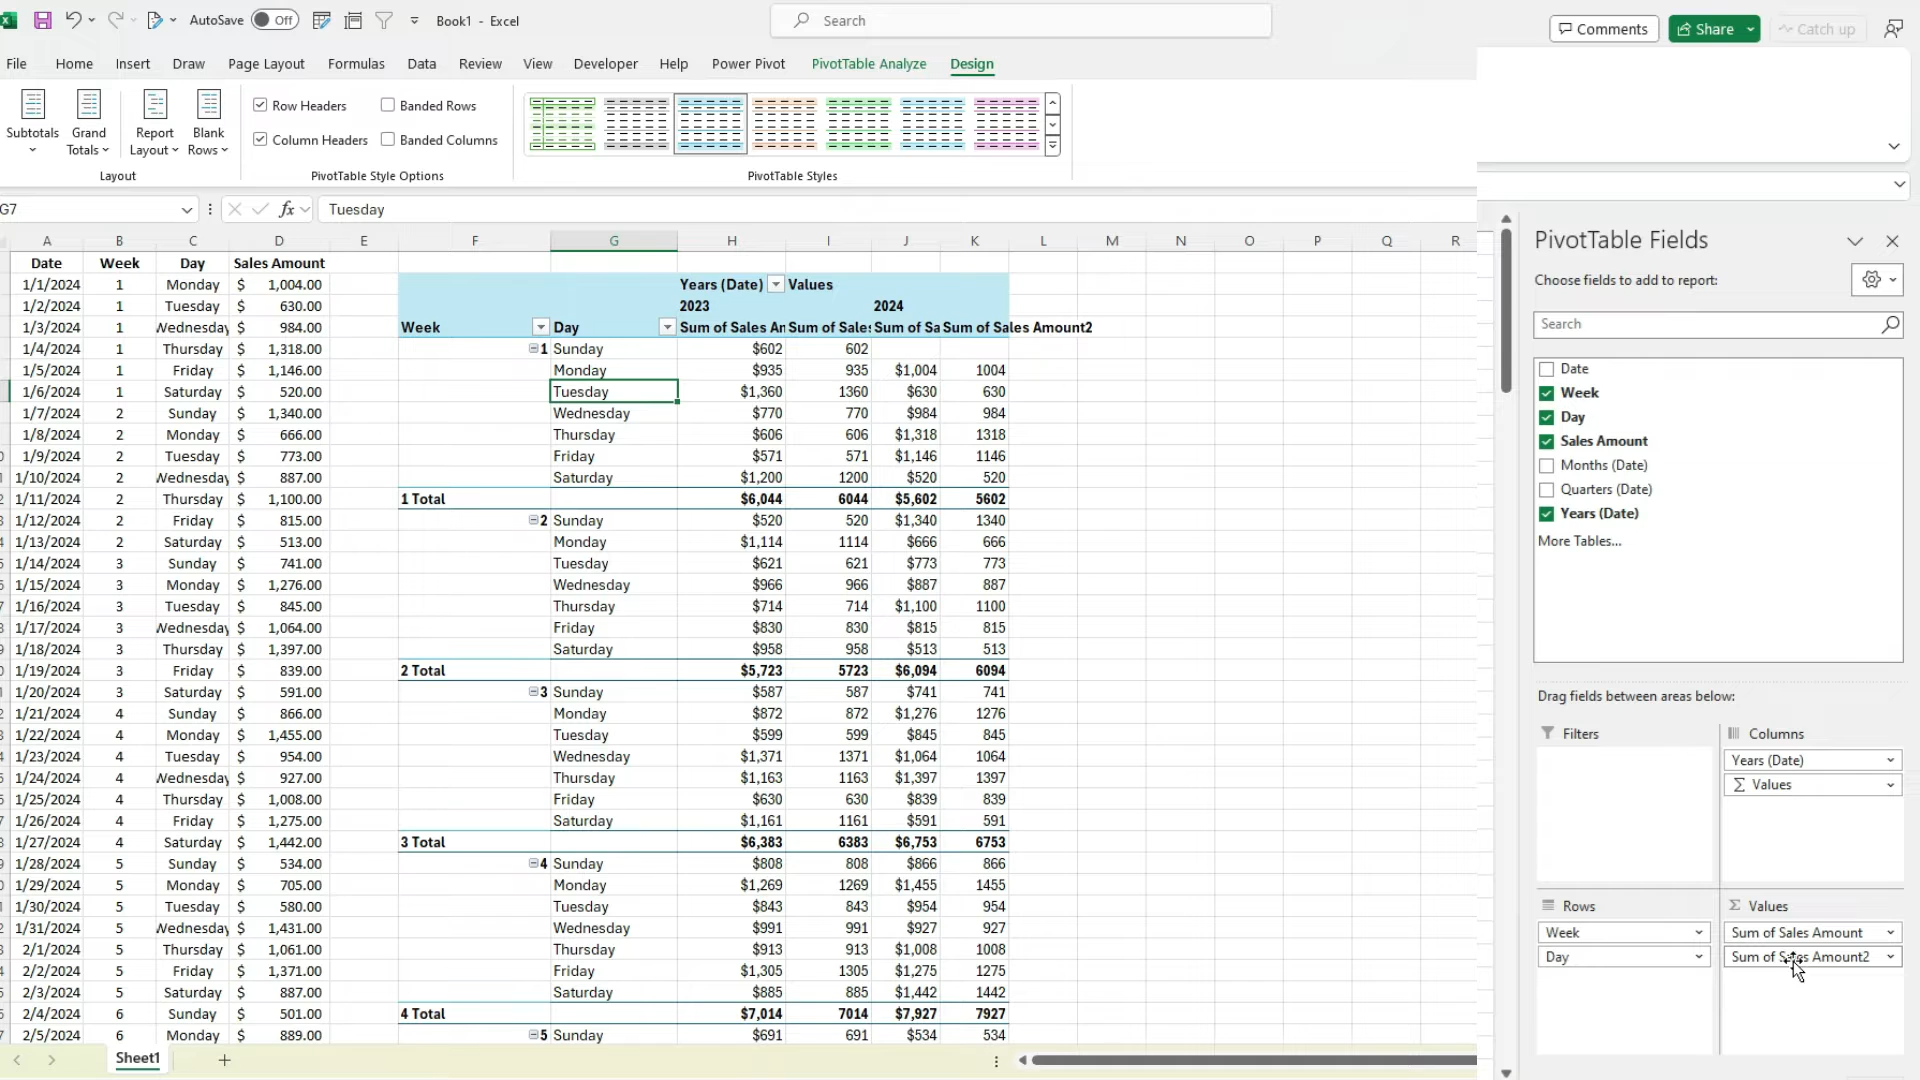 AutoSave Off Book1 - Excel Search Comments Share Catch up
File Home Insert Draw Page Layout Formulas Data Review View Developer Help Power Pivot PivotTable Analyze Design
Subtotals Grand Totals Report Layout Blank Rows Row Headers Banded Rows
Column Headers Banded Columns
Layout PivotTable Style Options PivotTable Styles
G7 fx Tuesday
A B C D E F G H I J K L M N O P Q R
Date Week Day Sales Amount
1/1/2024 1 Monday $ 1,004.00 Years (Date) Values
1/2/2024 1 Tuesday $ 630.00 2023 2024
1/3/2024 1 Wednesday $ 984.00 Week Day Sum of Sales Am Sum of Sales Sum of Sa Sum of Sales Amount2
1/4/2024 1 Thursday $ 1,318.00 1 Sunday $602 602
1/5/2024 1 Friday $ 1,146.00 Monday $935 935 $1,004 1004
1/6/2024 1 Saturday $ 520.00 Tuesday $1,360 1360 $630 630
1/7/2024 2 Sunday $ 1,340.00 Wednesday $770 770 $984 984
1/8/2024 2 Monday $ 666.00 Thursday $606 606 $1,318 1318
1/9/2024 2 Tuesday $ 773.00 Friday $571 571 $1,146 1146
1/10/2024 2 Wednesday $ 887.00 Saturday $1,200 1200 $520 520
1/11/2024 2 Thursday $ 1,100.00 1 Total $6,044 6044 $5,602 5602
1/12/2024 2 Friday $ 815.00 2 Sunday $520 520 $1,340 1340
1/13/2024 2 Saturday $ 513.00 Monday $1,114 1114 $666 666
1/14/2024 3 Sunday $ 741.00 Tuesday $621 621 $773 773
1/15/2024 3 Monday $ 1,276.00 Wednesday $966 966 $887 887
1/16/2024 3 Tuesday $ 845.00 Thursday $714 714 $1,100 1100
1/17/2024 3 Wednesday $ 1,064.00 Friday $830 830 $815 815
1/18/2024 3 Thursday $ 1,397.00 Saturday $958 958 $513 513
1/19/2024 3 Friday $ 839.00 2 Total $5,723 5723 $6,094 6094
1/20/2024 3 Saturday $ 591.00 3 Sunday $587 587 $741 741
1/21/2024 4 Sunday $ 866.00 Monday $872 872 $1,276 1276
1/22/2024 4 Monday $ 1,455.00 Tuesday $599 599 $845 845
1/23/2024 4 Tuesday $ 954.00 Wednesday $1,371 1371 $1,064 1064
1/24/2024 4 Wednesday $ 927.00 Thursday $1,163 1163 $1,397 1397
1/25/2024 4 Thursday $ 1,008.00 Friday $630 630 $839 839
1/26/2024 4 Friday $ 1,275.00 Saturday $1,161 1161 $591 591
1/27/2024 4 Saturday $ 1,442.00 3 Total $6,383 6383 $6,753 6753
1/28/2024 5 Sunday $ 534.00 4 Sunday $808 808 $866 866
1/29/2024 5 Monday $ 705.00 Monday $1,269 1269 $1,455 1455
1/30/2024 5 Tuesday $ 580.00 Tuesday $843 843 $954 954
1/31/2024 5 Wednesday $ 1,431.00 Wednesday $991 991 $927 927
2/1/2024 5 Thursday $ 1,061.00 Thursday $913 913 $1,008 1008
2/2/2024 5 Friday $ 1,371.00 Friday $1,305 1305 $1,275 1275
2/3/2024 5 Saturday $ 887.00 Saturday $885 885 $1,442 1442
2/4/2024 6 Sunday $ 501.00 4 Total $7,014 7014 $7,927 7927
2/5/2024 6 Monday $ 889.00 5 Sunday $691 691 $534 534
Sheet1
PivotTable Fields
Choose fields to add to report:
Search
Date
Week
Day
Sales Amount
Months (Date)
Quarters (Date)
Years (Date)
More Tables...
Drag fields between areas below:
Filters Columns
Years (Date)
Σ Values
Rows Σ Values
Week Sum of Sales Amount
Day Sum of Sales Amount2